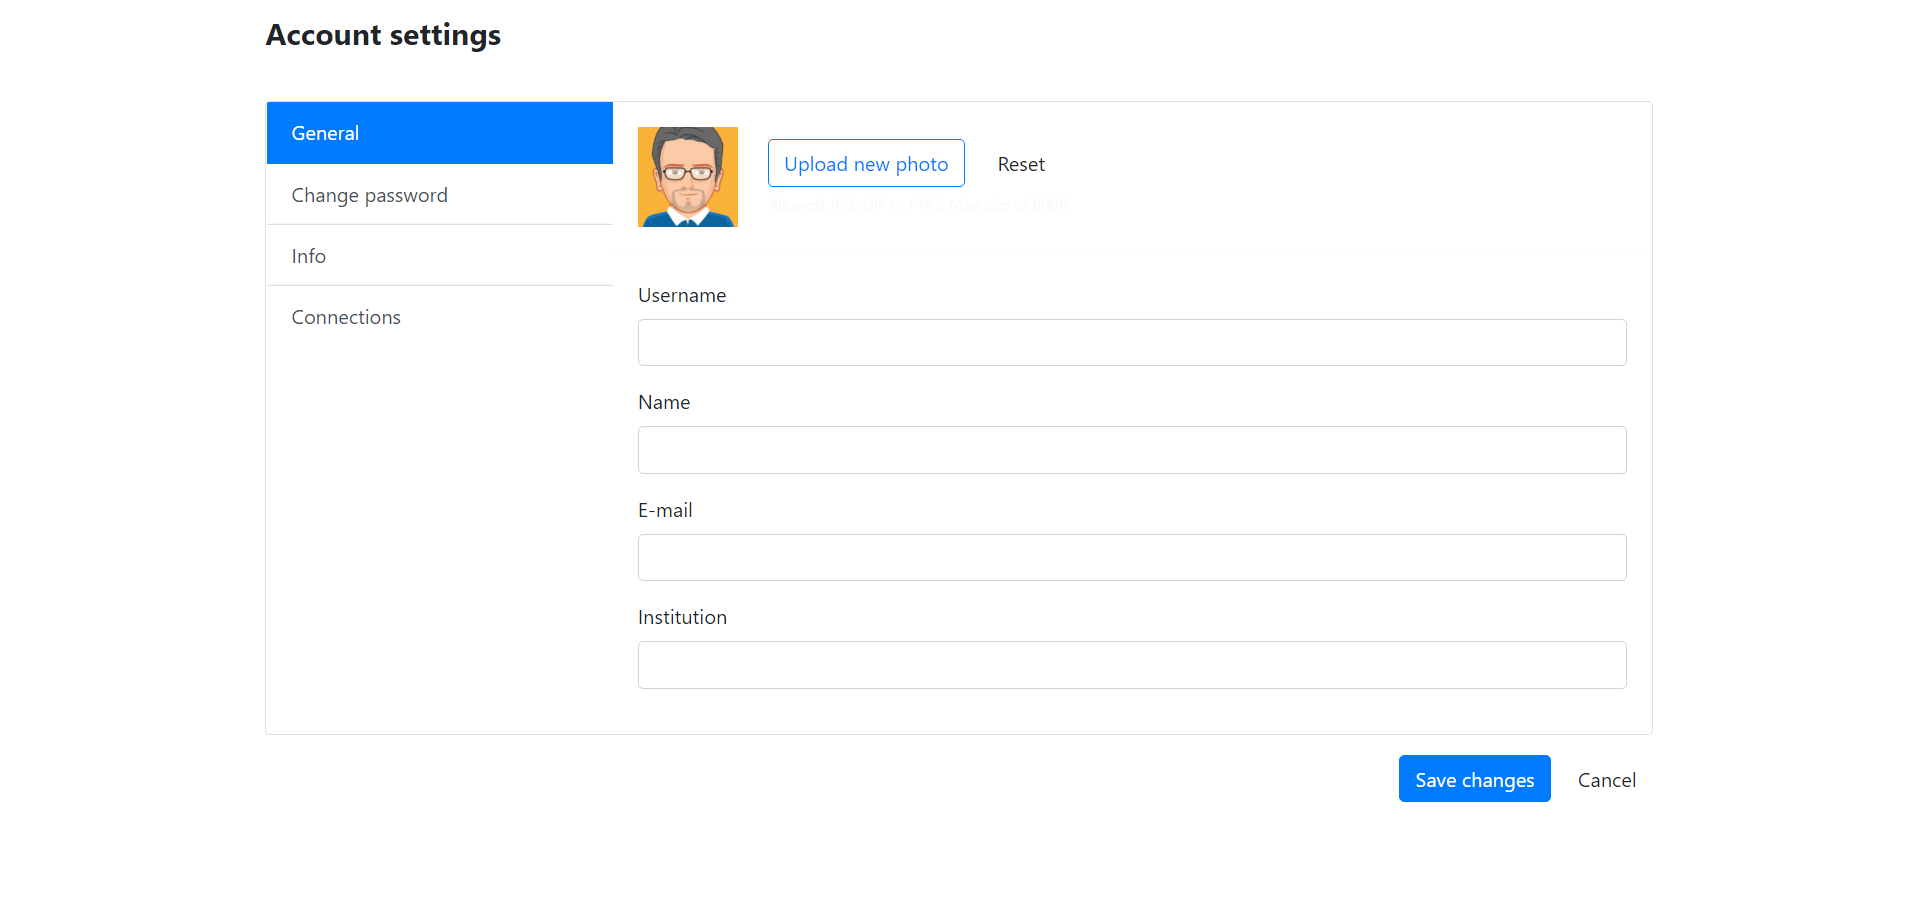 Account settings
General
Change password
Info
Connections
Upload new photo
Reset
Allowed JPG, GIF or PNG. Max size of 800K
Username
Name
E-mail
Institution
Save changes
Cancel